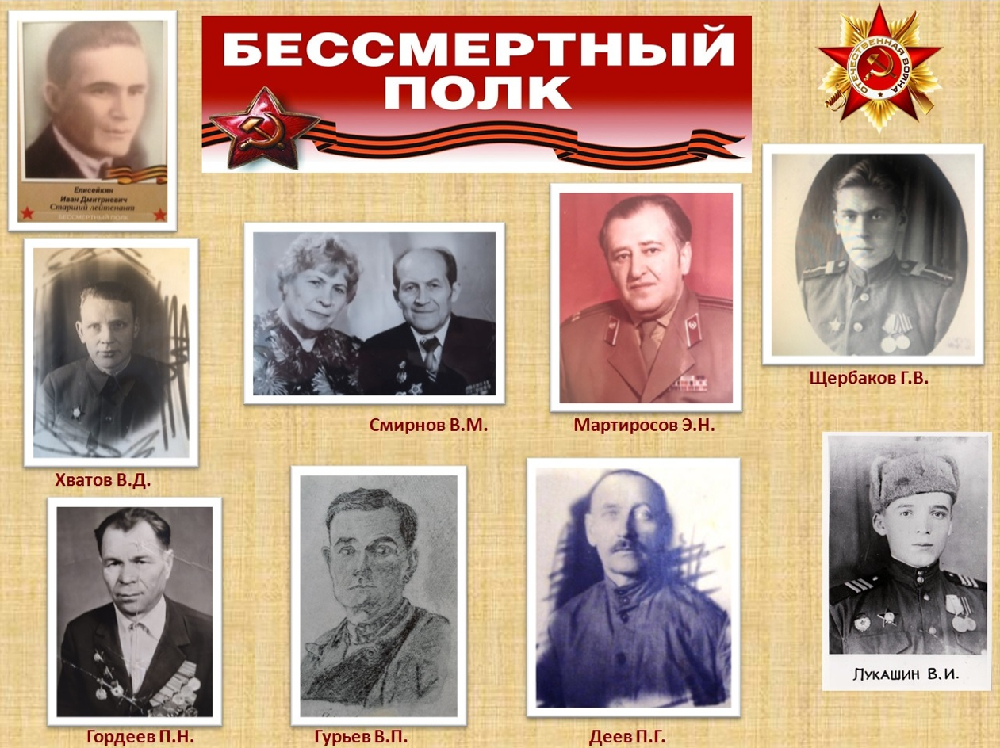 БЕССМЕРТНЫЙ
ПОЛК
ОТЕЧЕСТВЕННАЯ ВОЙНА
Елисейкин
Иван Дмитриевич
Старший лейтенант
БЕССМЕРТНЫЙ ПОЛК
Щербаков Г.В.
Смирнов В.М.
Мартиросов Э.Н.
Хватов В.Д.
Лукашин В.И.
Гордеев П.Н.
Гурьев В.П.
Деев П.Г.